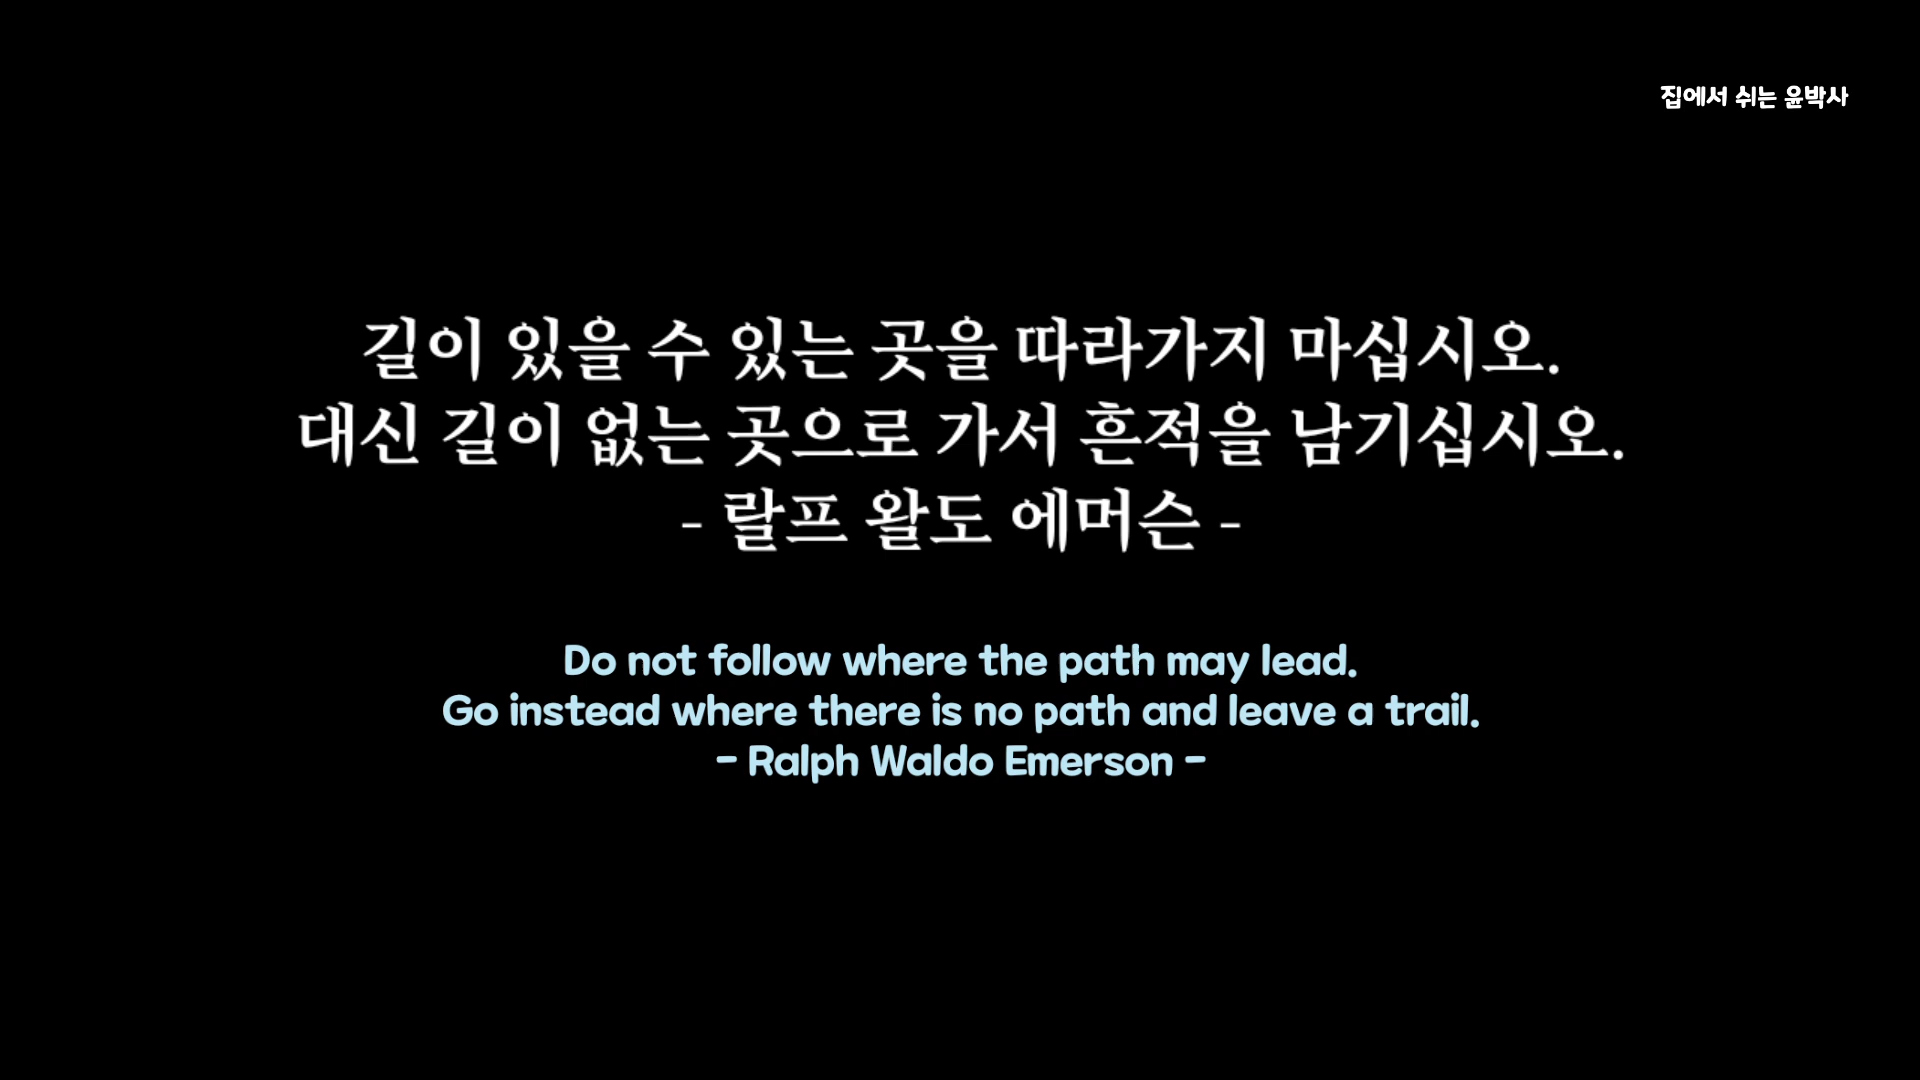 집에서 쉬는 윤박사
길이 있을 수 있는 곳을 따라가지 마십시오.
대신 길이 없는 곳으로 가서 흔적을 남기십시오.
- 랄프 왈도 에머슨 -
Do not follow where the path may lead.
Go instead where there is no path and leave a trail.
- Ralph Waldo Emerson -